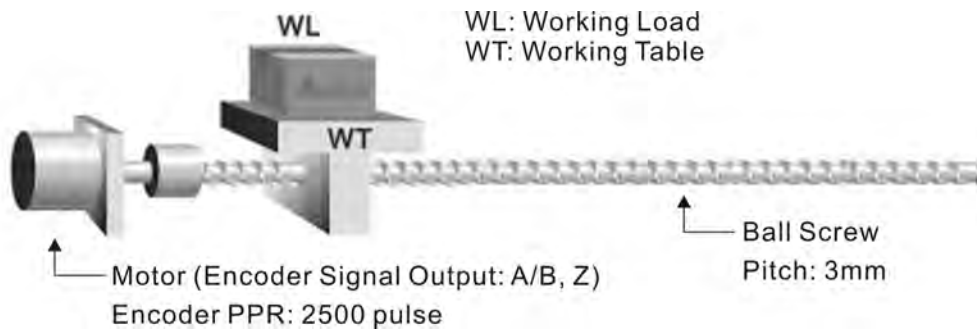 WL: Working Load
WT: Working Table
WL
WT
Ball Screw
Pitch: 3mm
Motor (Encoder Signal Output: A/B, Z)
Encoder PPR: 2500 pulse